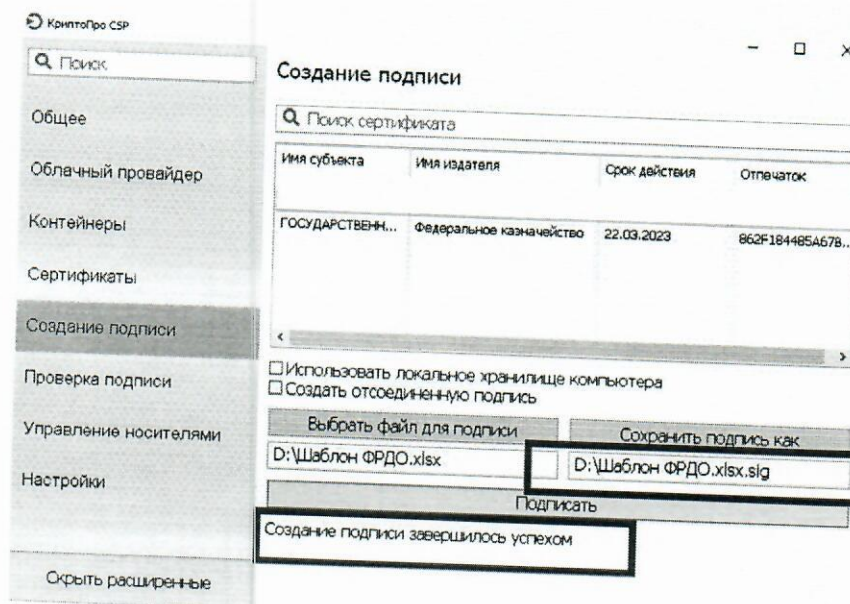 КриптоПро CSP
Поиск
Общее
Облачный провайдер
Контейнеры
Сертификаты
Создание подписи
Проверка подписи
Управление носителями
Настройки
Скрыть расширенные
Создание подписи
Поиск сертификата
Имя субъекта Имя издателя Срок действия Отпечаток
ГОСУДАРСТВЕНН... Федеральное казначейство 22.03.2023 862F184485A67B...
Использовать локальное хранилище компьютера
Создать отсоединенную подпись
Выбрать файл для подписи Сохранить подпись как
D:\Шаблон ФРДО.xlsx D:\Шаблон ФРДО.xlsx.sig
Подписать
Создание подписи завершилось успехом